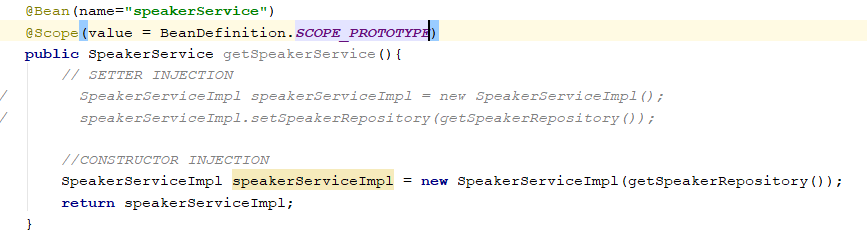 @Bean(name="speakerService")
@Scope(value = BeanDefinition.SCOPE_PROTOTYPE)
public SpeakerService getSpeakerService(){
// SETTER INJECTION
/ SpeakerServiceImpl speakerServiceImpl = new SpeakerServiceImpl();
/ speakerServiceImpl.setSpeakerRepository(getSpeakerRepository());
//CONSTRUCTOR INJECTION
SpeakerServiceImpl speakerServiceImpl = new SpeakerServiceImpl(getSpeakerRepository());
return speakerServiceImpl;
}